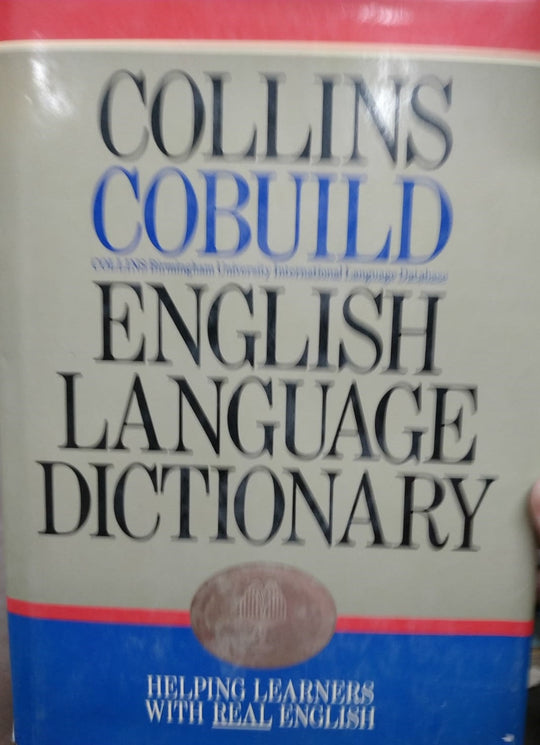 COLLINS
COBUILD
COLLINS Birmingham University International Language Database
ENGLISH
LANGUAGE
DICTIONARY
HELPING LEARNERS
WITH REAL ENGLISH